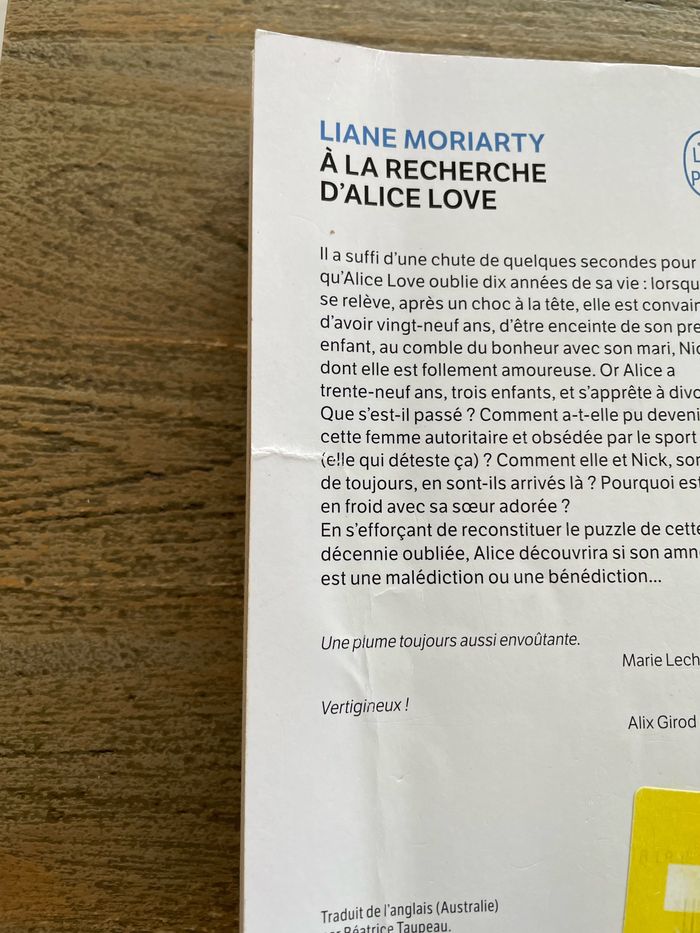 LIANE MORIARTY
À LA RECHERCHE
D'ALICE LOVE
Il a suffi d'une chute de quelques secondes pour
qu'Alice Love oublie dix années de sa vie : lorsqu
se relève, après un choc à la tête, elle est convain
d'avoir vingt-neuf ans, d'être enceinte de son pre
enfant, au comble du bonheur avec son mari, Nic
dont elle est follement amoureuse. Or Alice a
trente-neuf ans, trois enfants, et s'apprête à divo
Que s'est-il passé ? Comment a-t-elle pu deveni
cette femme autoritaire et obsédée par le sport
(elle qui déteste ça) ? Comment elle et Nick, son
de toujours, en sont-ils arrivés là ? Pourquoi est
en froid avec sa sœur adorée ?
En s'efforçant de reconstituer le puzzle de cette
décennie oubliée, Alice découvrira si son amn
est une malédiction ou une bénédiction...
Une plume toujours aussi envoûtante.
Marie Lech
Vertigineux !
Alix Girod
Traduit de l'anglais (Australie)
Béatrice Taupeau.